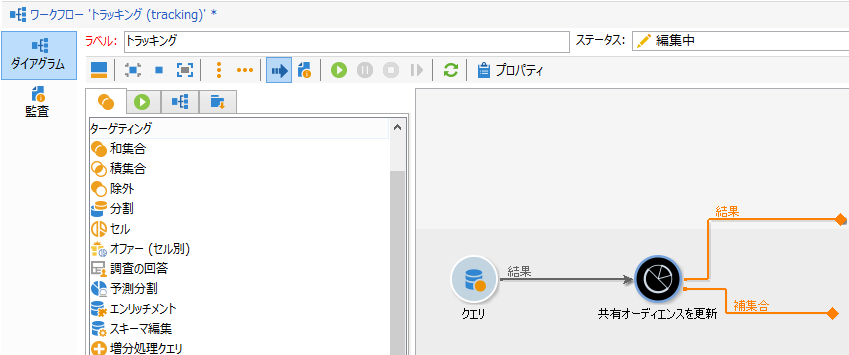 ワークフロー 'トラッキング (tracking)' *
ダイアグラム
監査
ラベル: トラッキング
ステータス: 編集中
プロパティ
ターゲティング
和集合
積集合
除外
分割
セル
オファー (セル別)
調査の回答
予測分割
エンリッチメント
スキーマ編集
増分処理クエリ
クエリ
結果
共有オーディエンスを更新
結果
補集合